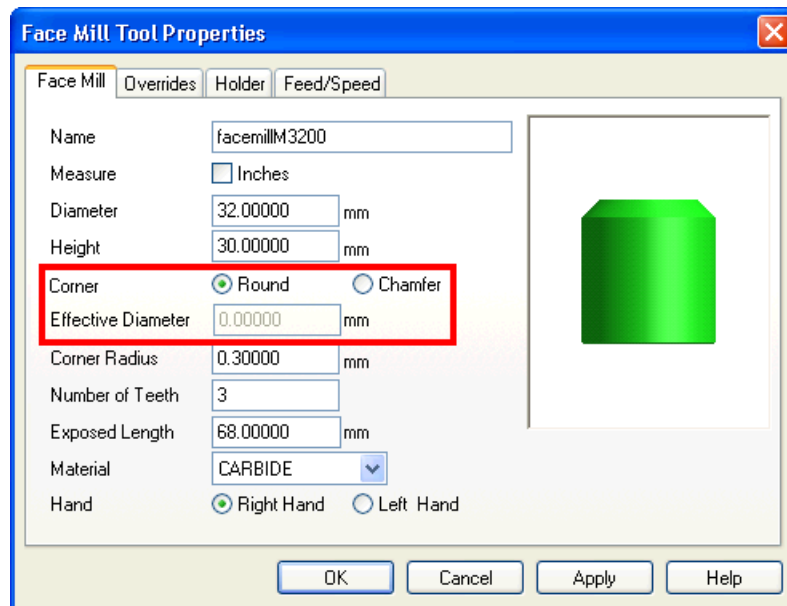 Face Mill Tool Properties
Face Mill Overrides Holder Feed/Speed
Name facemillM3200
Measure Inches
Diameter 32.00000 mm
Height 30.00000 mm
Corner Round Chamfer
Effective Diameter 0.00000 mm
Corner Radius 0.30000 mm
Number of Teeth 3
Exposed Length 68.00000 mm
Material CARBIDE
Hand Right Hand Left Hand
OK Cancel Apply Help